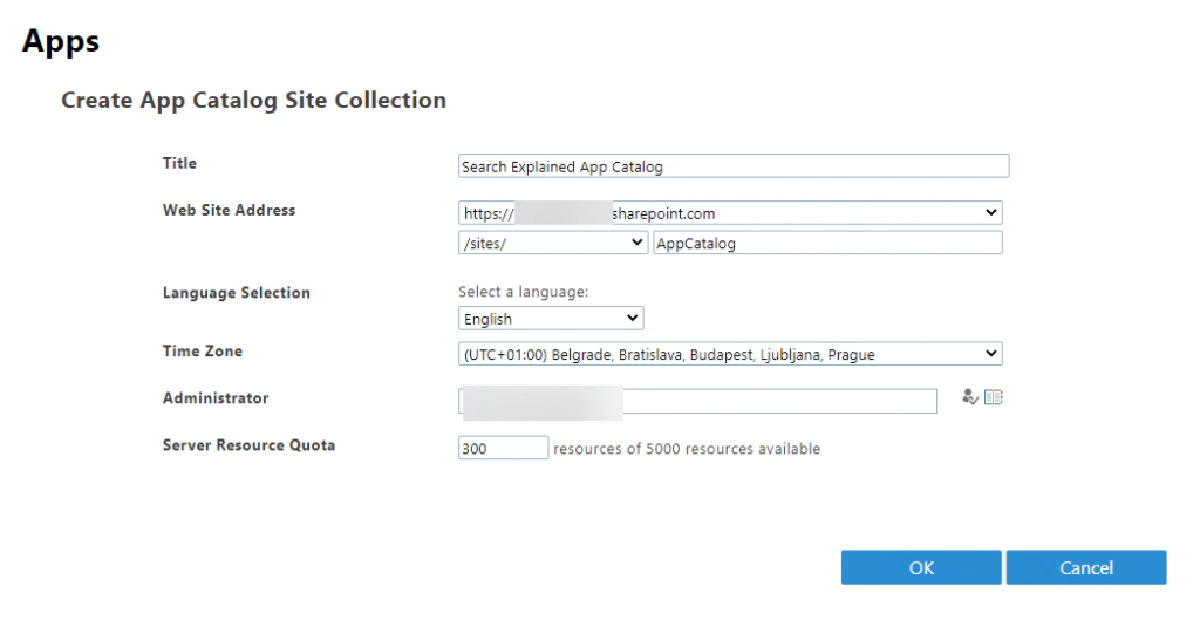 Apps
Create App Catalog Site Collection
Title
Search Explained App Catalog
Web Site Address
https:// sharepoint.com
/sites/ AppCatalog
Language Selection
Select a language:
English
Time Zone
(UTC+01:00) Belgrade, Bratislava, Budapest, Ljubljana, Prague
Administrator
Server Resource Quota
300 resources of 5000 resources available
OK Cancel